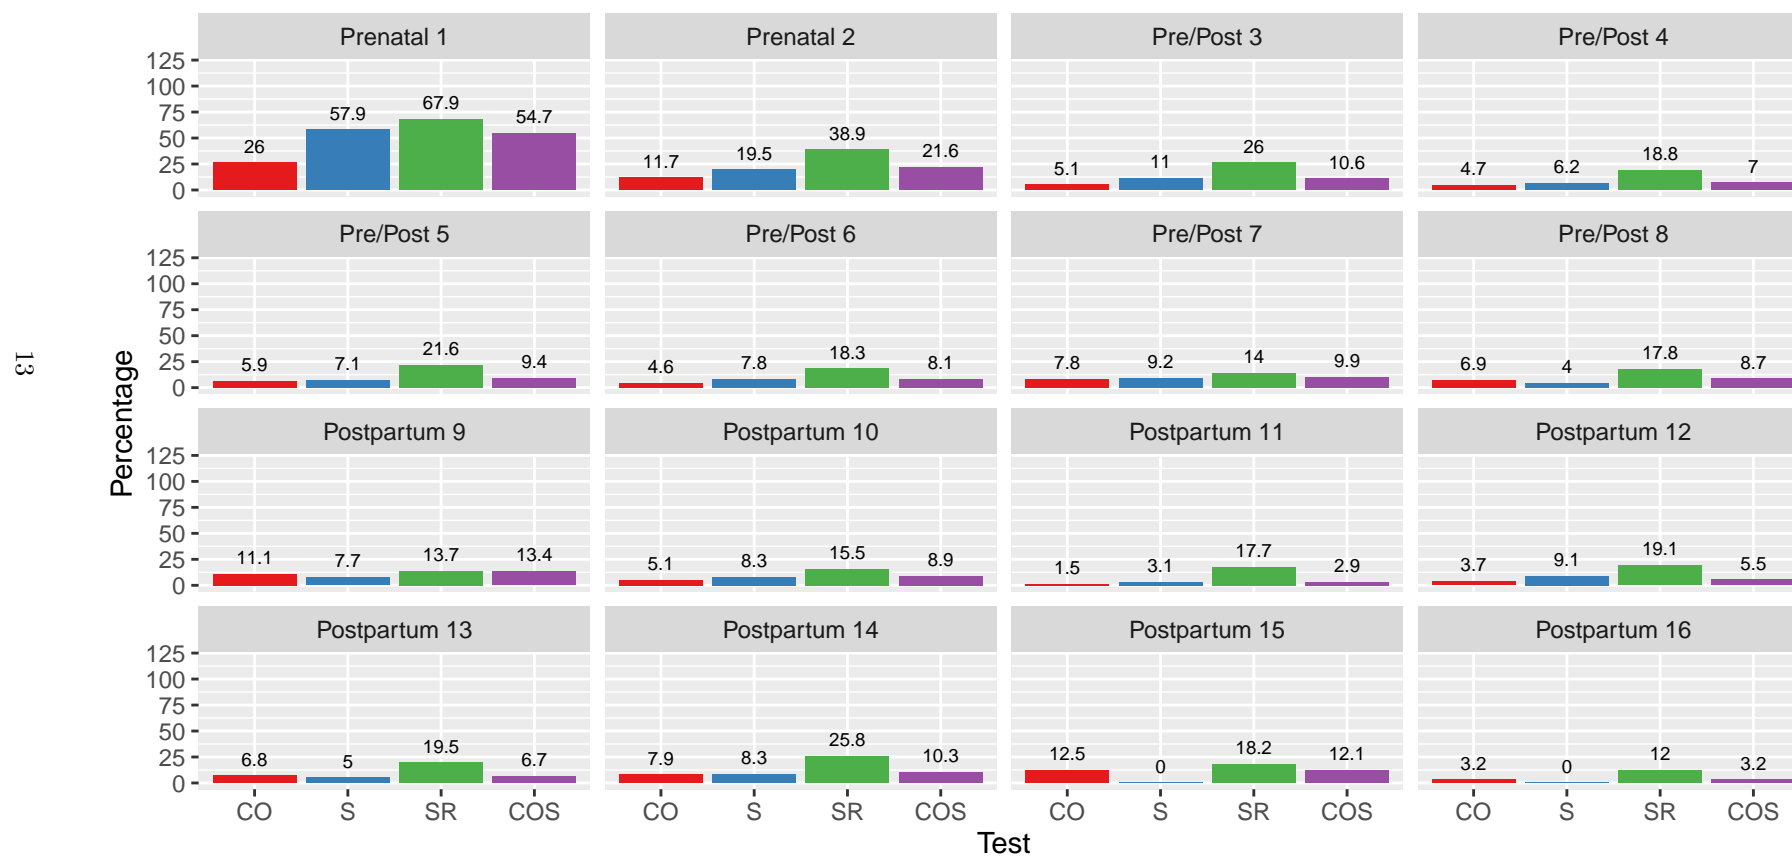 Prenatal 1 Prenatal 2 Pre/Post 3 Pre/Post 4
125
100
75
50
25
0
26 57.9 67.9 54.7
11.7 19.5 38.9 21.6
5.1 11 26 10.6
4.7 6.2 18.8 7
Pre/Post 5 Pre/Post 6 Pre/Post 7 Pre/Post 8
125
100
75
50
25
0
5.9 7.1 21.6 9.4
4.6 7.8 18.3 8.1
7.8 9.2 14 9.9
6.9 4 17.8 8.7
13
Percentage
Postpartum 9 Postpartum 10 Postpartum 11 Postpartum 12
125
100
75
50
25
0
11.1 7.7 13.7 13.4
5.1 8.3 15.5 8.9
1.5 3.1 17.7 2.9
3.7 9.1 19.1 5.5
Postpartum 13 Postpartum 14 Postpartum 15 Postpartum 16
125
100
75
50
25
0
6.8 5 19.5 6.7
7.9 8.3 25.8 10.3
12.5 0 18.2 12.1
3.2 0 12 3.2
CO S SR COS CO S SR COS CO S SR COS CO S SR COS
Test